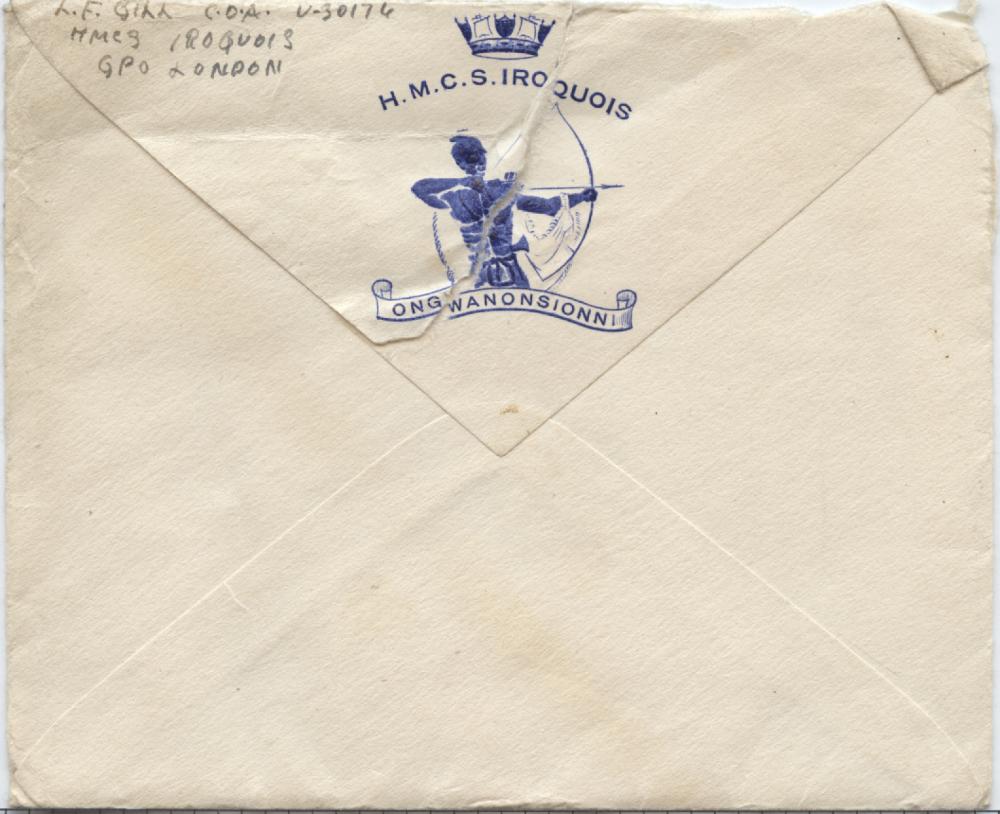 L.F. GILL C.O.A. V-30174
HMCS IROQUOIS
GPO LONDON
H.M.C.S. IROQUOIS
ONGWANONSIONNI